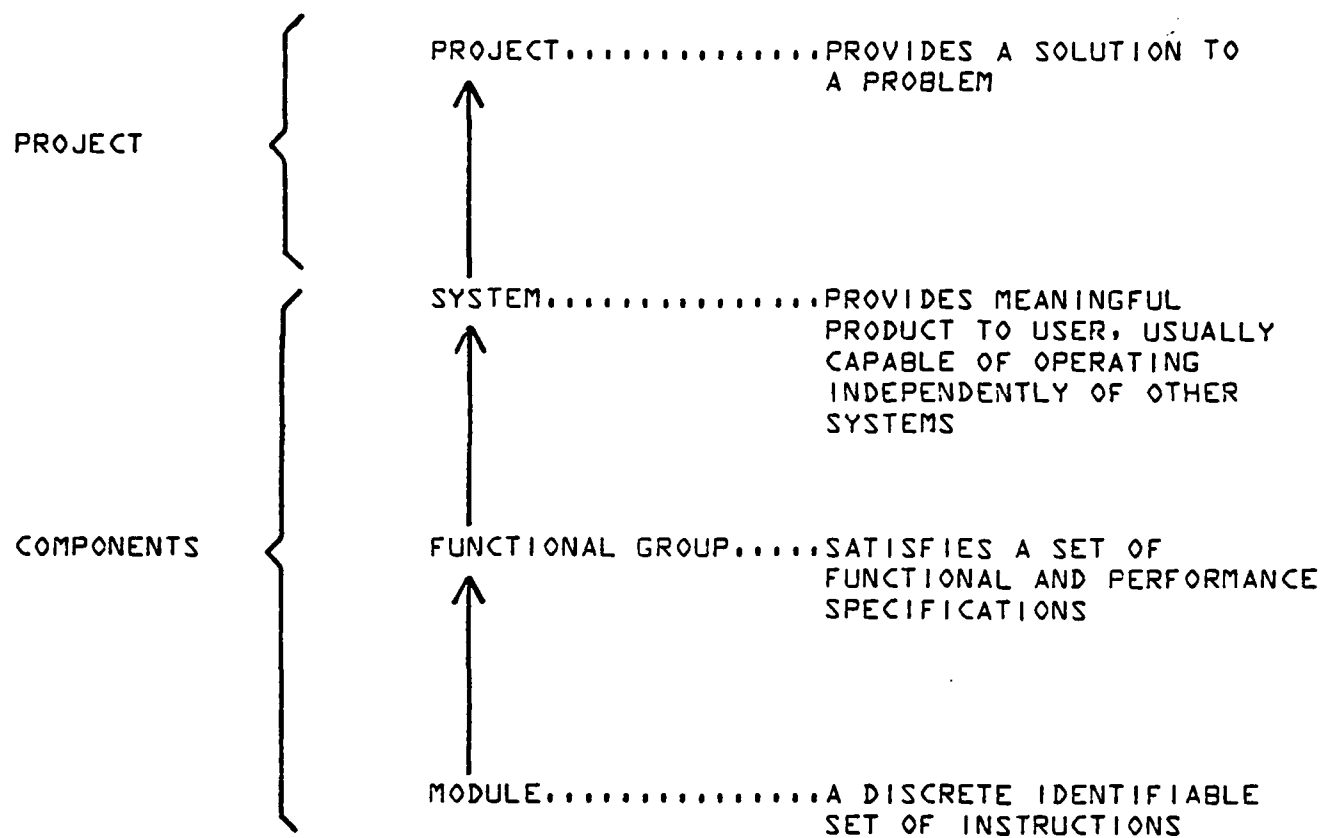 PROJECT..............PROVIDES A SOLUTION TO
A PROBLEM
PROJECT
SYSTEM...............PROVIDES MEANINGFUL
PRODUCT TO USER, USUALLY
CAPABLE OF OPERATING
INDEPENDENTLY OF OTHER
SYSTEMS
COMPONENTS
FUNCTIONAL GROUP.....SATISFIES A SET OF
FUNCTIONAL AND PERFORMANCE
SPECIFICATIONS
MODULE...............A DISCRETE IDENTIFIABLE
SET OF INSTRUCTIONS